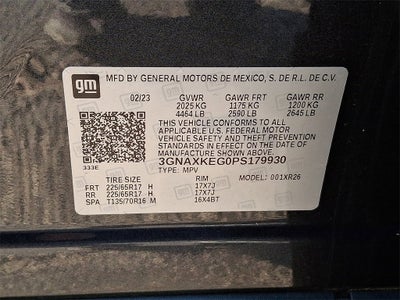 gm
MFD BY GENERAL MOTORS DE MEXICO, S. DE R.L. DE C.V.
02/23 GVWR GAWR FRT GAWR RR
2025 KG 1175 KG 1200 KG
4464 LB 2590 LB 2645 LB
THIS VEHICLE CONFORMS TO ALL
APPLICABLE U.S. FEDERAL MOTOR
VEHICLE SAFETY AND THEFT PREVENTION
STANDARDS IN EFFECT ON THE DATE
OF MANUFACTURE SHOWN ABOVE.
3GNAXKEG0PS179930
333E TYPE: MPV
TIRE SIZE RIM MODEL: 001XR26
FRT 225/65R17 H 17X7J
RR 225/65R17 H 17X7J
SPA T135/70R16 M 16X4BT